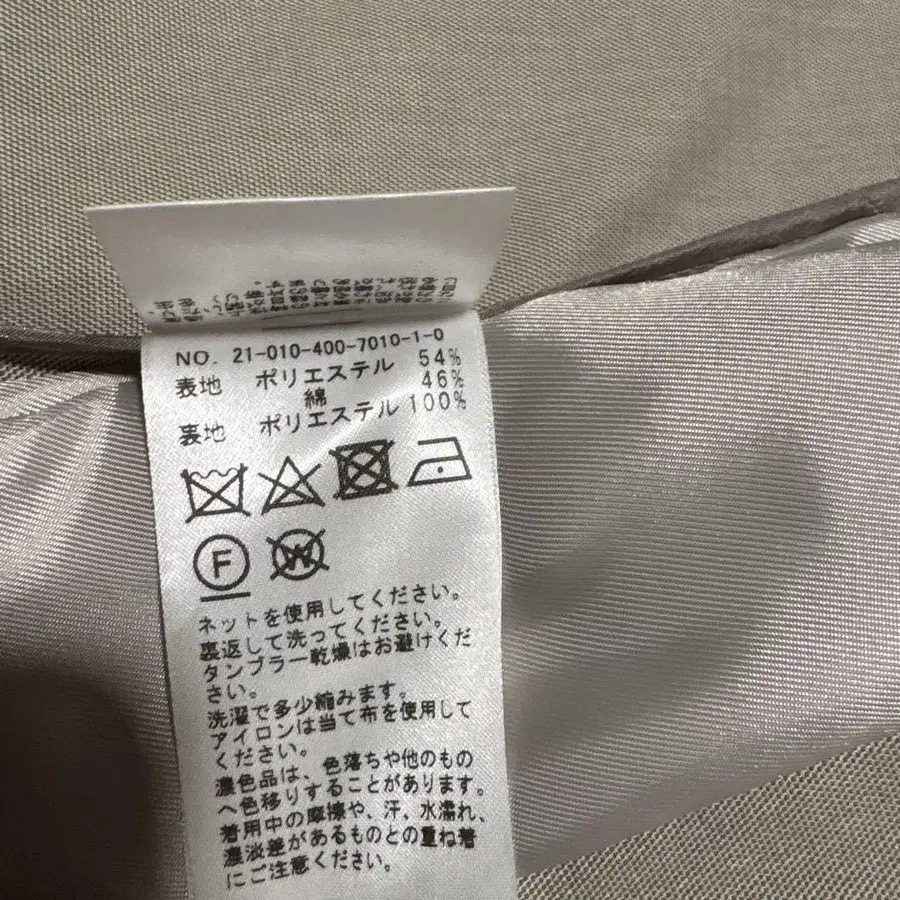 NO. 21-010-400-7010-1-0
表地 ポリエステル 54%
綿 46%
裏地 ポリエステル 100%
F
W
ネットを使用してください。
裏返して洗ってください。
タンブラー乾燥はお避けくだ
さい。
洗濯で多少縮みます。
アイロンは当て布を使用して
ください。
濃色品は、色落ちや他のもの
へ色移りすることがあります。
着用中の摩擦や、汗、水濡れ、
濃淡差があるものとの重ね着
にご注意ください。